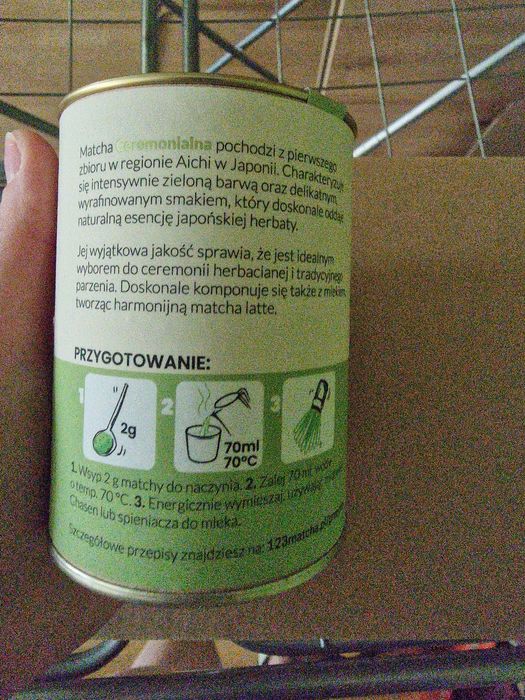 Matcha Ceremonialna pochodzi z pierwszego
zbioru w regionie Aichi w Japonii. Charakteryzuje
się intensywnie zieloną barwą oraz delikatnym,
wyrafinowanym smakiem, który doskonale oddaje
naturalną esencję japońskiej herbaty.
Jej wyjątkowa jakość sprawia, że jest idealnym
wyborem do ceremonii herbacianej i tradycyjnego
parzenia. Doskonale komponuje się także z mlekiem,
tworząc harmonijną matcha latte.
PRZYGOTOWANIE:
1 2g
2 70ml
70°C
3
1. Wsyp 2 g matchy do naczynia. 2. Zalej 70 ml wody
o temp. 70 °C. 3. Energicznie wymieszaj, używając
Chasen lub spieniacza do mleka.
Szczegółowe przepisy znajdziesz na: 123matcha.pl